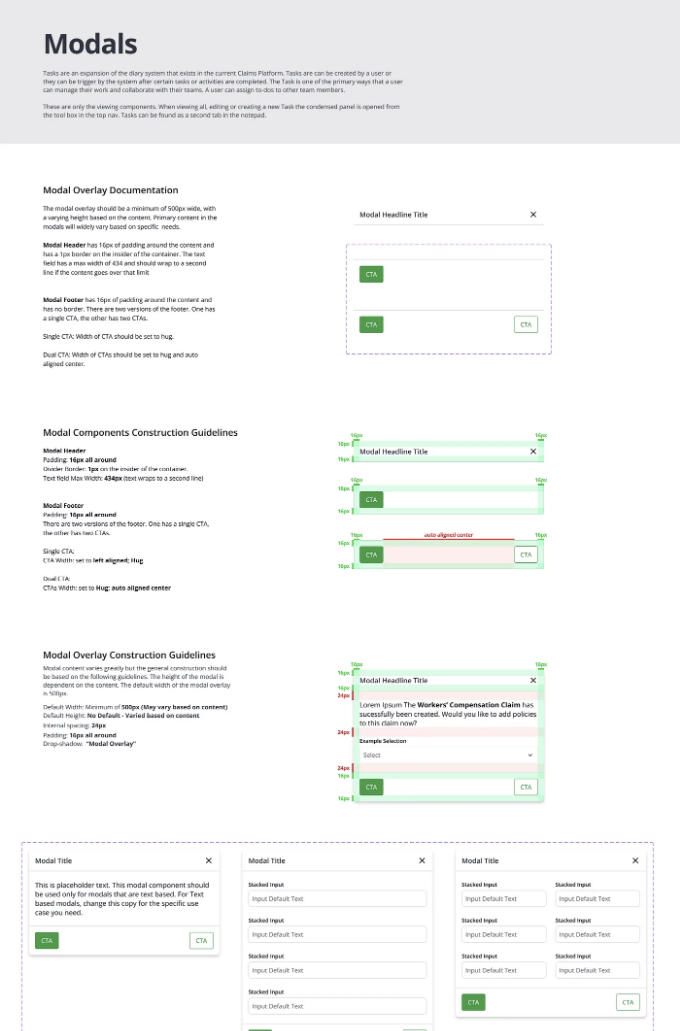 Modals
Tasks are an expansion of the diary system that exists in the current Claims Platform. Tasks are can be created by a user or
they can be trigger by the system after certain tasks or activities are completed. The Task is one of the primary ways that a user
can manage their work and collaborate with their teams. A user can assign to-dos to other team members.
These are only the viewing components. When viewing all, editing or creating a new Task the condensed panel is opened from
the tool box in the top nav. Tasks can be found as a second tab in the notepad.
Modal Overlay Documentation
The modal overlay should be a minimum of 500px wide, with
a varying height based on the content. Primary content in the
modals will widely vary based on specific needs.
Modal Header has 16px of padding around the content and
has a 1px border on the insider of the container. The text
field has a max width of 434 and should wrap to a second
line if the content goes over that limit
Modal Footer has 16px of padding around the content and
has no border. There are two versions of the footer. One has
a single CTA, the other has two CTAs.
Single CTA: Width of CTA should be set to hug.
Dual CTA: Width of CTAs should be set to hug and auto
aligned center.
Modal Headline Title
CTA
CTA
CTA
Modal Components Construction Guidelines
Modal Header
Padding: 16px all around
Divider Border: 1px on the insider of the container.
Text field Max Width: 434px (text wraps to a second line)
Modal Footer
Padding: 16px all around
There are two versions of the footer. One has a single CTA,
the other has two CTAs.
Single CTA:
CTA Width: set to left aligned; Hug
Dual CTA:
CTAs Width: set to Hug; auto aligned center
16px
16px
16px
Modal Headline Title
16px
16px
16px
16px
CTA
16px
16px
auto aligned center
16px
16px
CTA
CTA
16px
Modal Overlay Construction Guidelines
Modal content varies greatly but the general construction should
be based on the following guidelines. The height of the modal is
dependent on the content. The default width of the modal overlay
is 500px.
Default Width: Minimum of 500px (May vary based on content)
Default Height: No Default - Varied based on content
Internal spacing: 24px
Padding: 16px all around
Drop-shadow: "Modal Overlay"
16px
16px
16px
Modal Headline Title
16px
24px
Lorem Ipsum The Workers' Compensation Claim has
sucessfully been created. Would you like to add policies
to this claim now?
16px
Example Selection
Select
24px
16px
CTA
CTA
16px
Modal Title
This is placeholder text. This modal component should
be used only for modals that are text based. For Text
based modals, change this copy for the specific use
case you need.
CTA
CTA
Modal Title
Stacked Input
Input Default Text
Stacked Input
Input Default Text
Stacked Input
Input Default Text
Stacked Input
Input Default Text
Modal Title
Stacked Input
Stacked Input
Input Default Text
Input Default Text
Stacked Input
Stacked Input
Input Default Text
Input Default Text
Stacked Input
Stacked Input
Input Default Text
Input Default Text
CTA
CTA